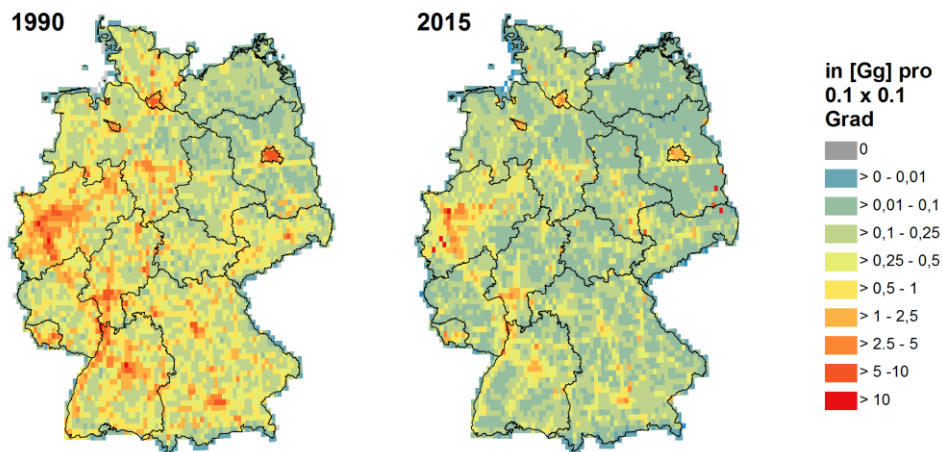 1990
2015
in [Gg] pro
0.1 x 0.1
Grad
0
> 0 - 0,01
> 0,01 - 0,1
> 0,1 - 0,25
> 0,25 - 0,5
> 0,5 - 1
> 1 - 2,5
> 2.5 - 5
> 5 -10
> 10